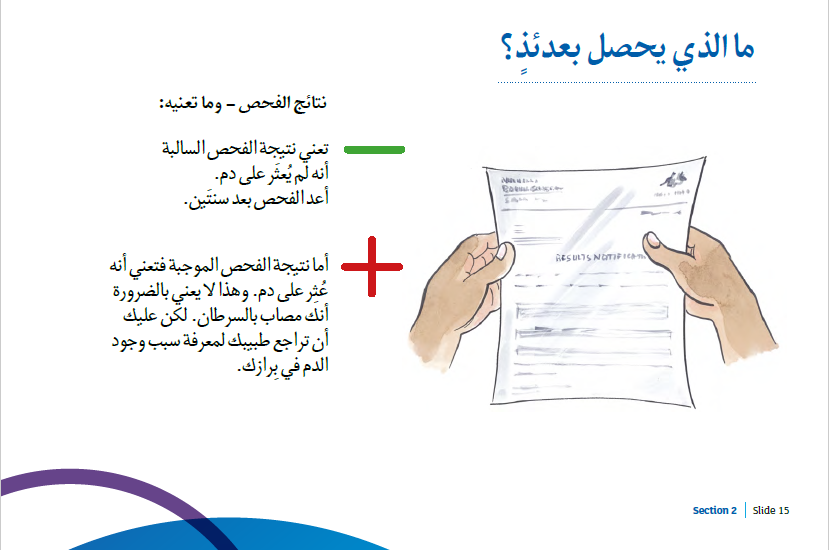 ما الذي يحصل بعدئذٍ؟
نتائج الفحص – وما تعنيه:
تعني نتيجة الفحص السالبة
أنه لم يُعثَر على دم.
أعد الفحص بعد سنتَين.
أما نتيجة الفحص الموجبة فتعني أنه
عُثِر على دم. وهذا لا يعني بالضرورة
أنك مصاب بالسرطان. لكن عليك
أن تراجع طبيبك لمعرفة سبب وجود
الدم في بِرازك.
RESULTS NOTIFICATI
Section 2 | Slide 15